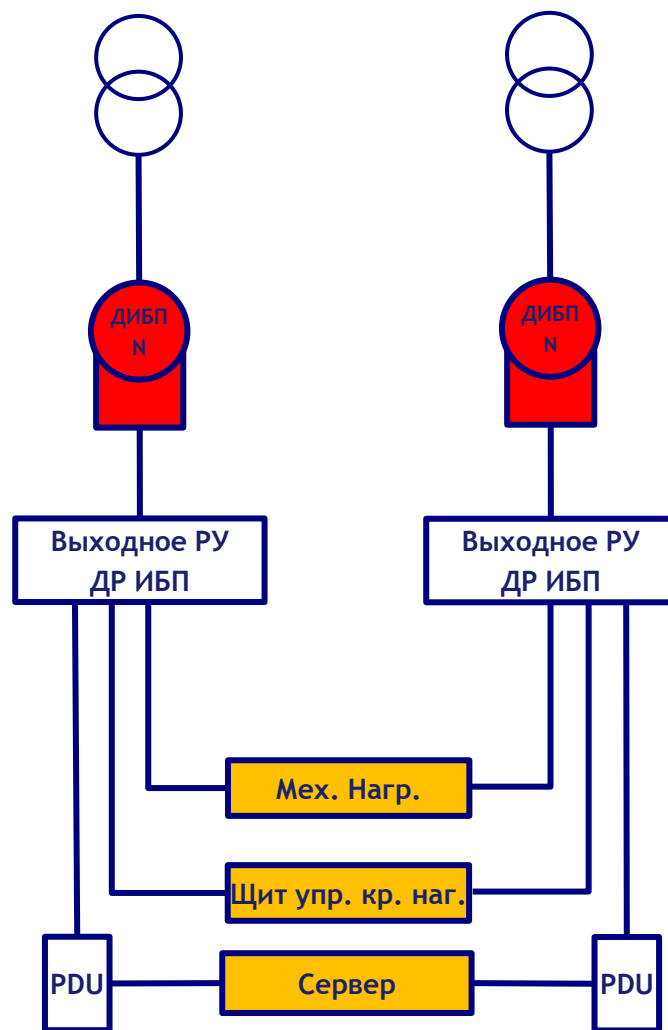 ДИБП
N
ДИБП
N
Выходное РУ
ДР ИБП
Выходное РУ
ДР ИБП
Мех. Нагр.
Щит упр. кр. наг.
PDU
Сервер
PDU